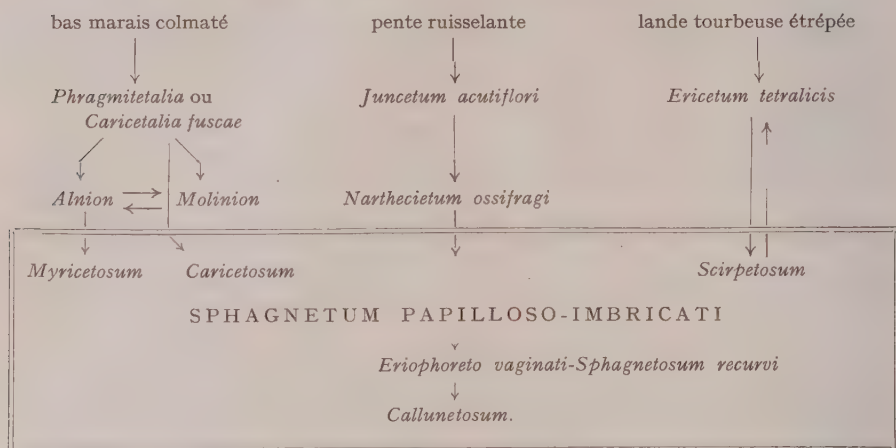 bas marais colmaté pente ruisselante lande tourbeuse étrépée
Phragmitetalia ou Juncetum acutiflori Ericetum tetralicis
Caricetalia fuscae
Alnion Molinion Narthecietum ossifragi
Myricetosum Caricetosum Scirpetosum
SPHAGNETUM PAPILLOSO-IMBRICATI
Eriophoreto vaginati-Sphagnetosum recurvi
Callunetosum.